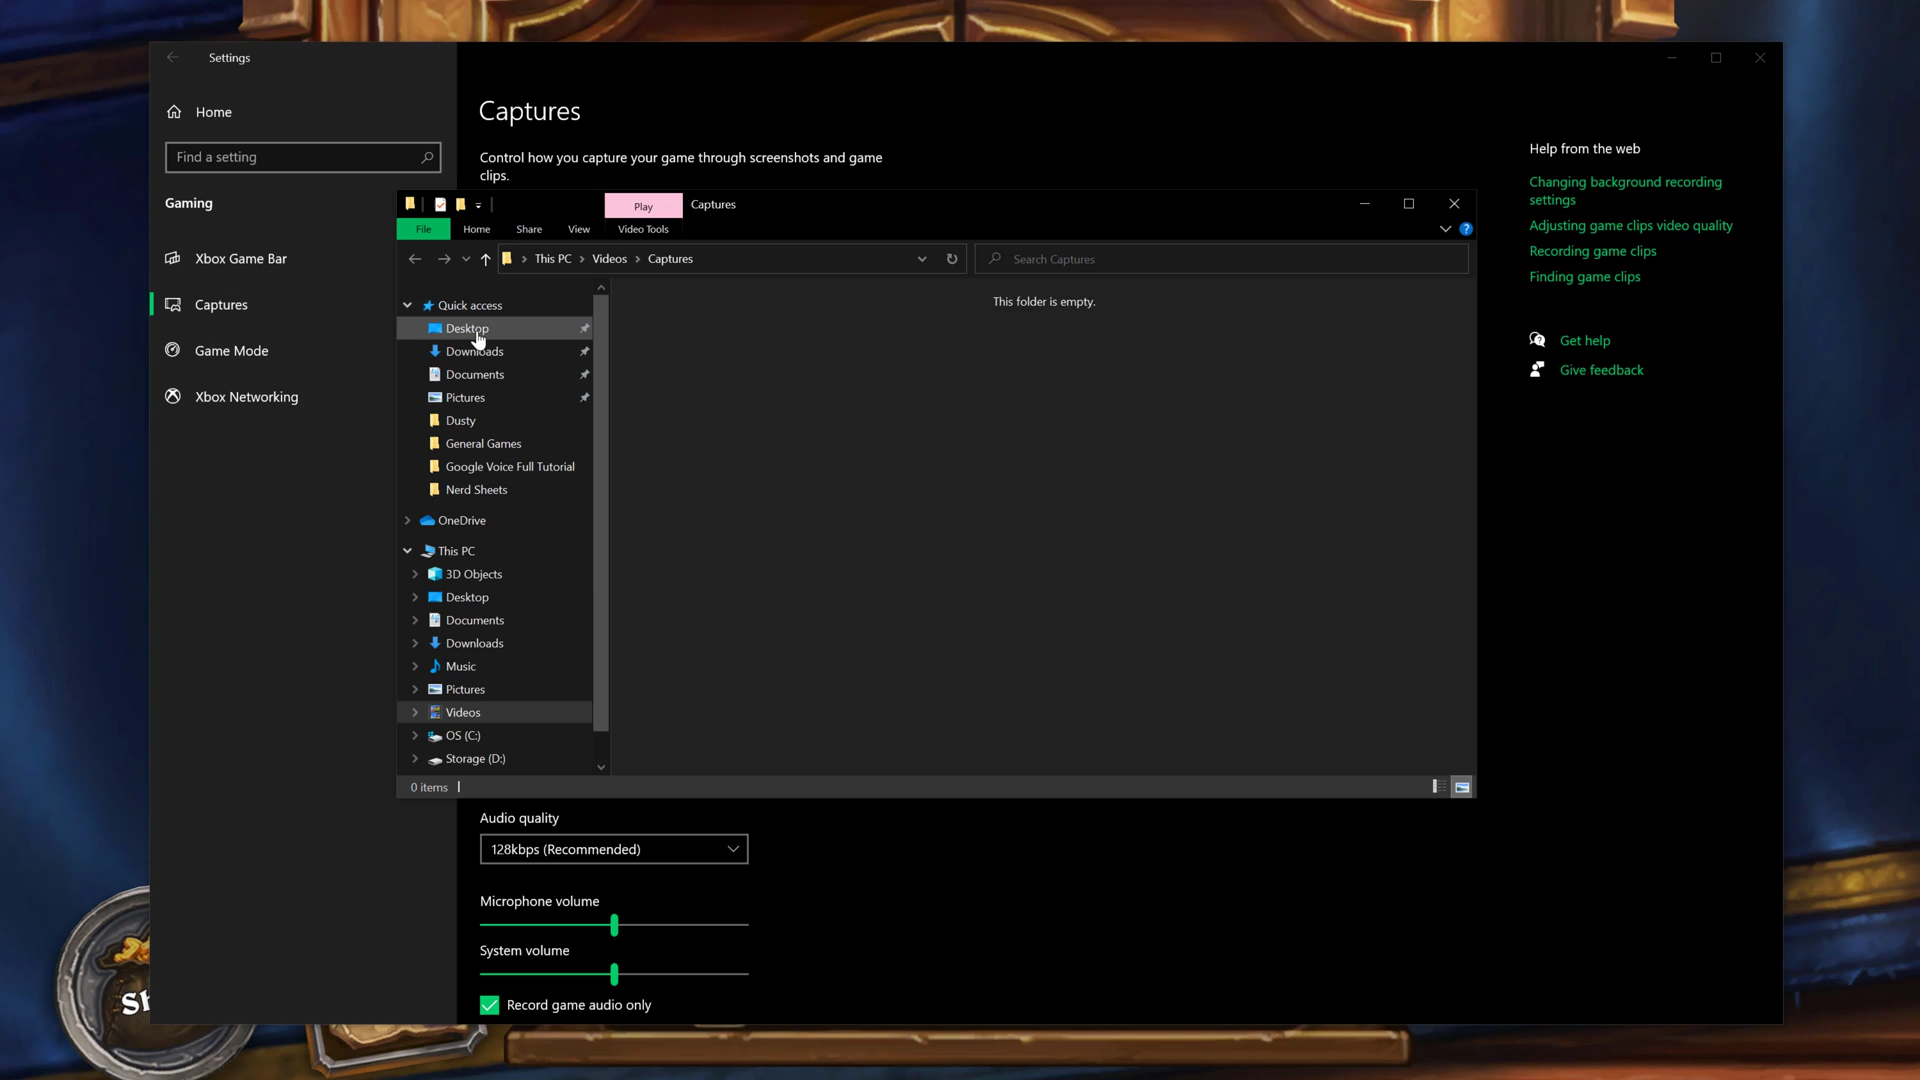 Settings
Home
Find a setting
Gaming
Xbox Game Bar
Captures
Game Mode
Xbox Networking
Captures
Control how you capture your game through screenshots and game
clips.
Help from the web
Changing background recording
settings
Adjusting game clips video quality
Recording game clips
Finding game clips
Get help
Give feedback
Play
Captures
File
Home
Share
View
Video Tools
This PC
Videos
Captures
Search Captures
Quick access
Desktop
Downloads
Documents
Pictures
Dusty
General Games
Google Voice Full Tutorial
Nerd Sheets
OneDrive
This PC
3D Objects
Desktop
Documents
Downloads
Music
Pictures
Videos
OS (C:)
Storage (D:)
This folder is empty.
0 items
Audio quality
128kbps (Recommended)
Microphone volume
System volume
Record game audio only